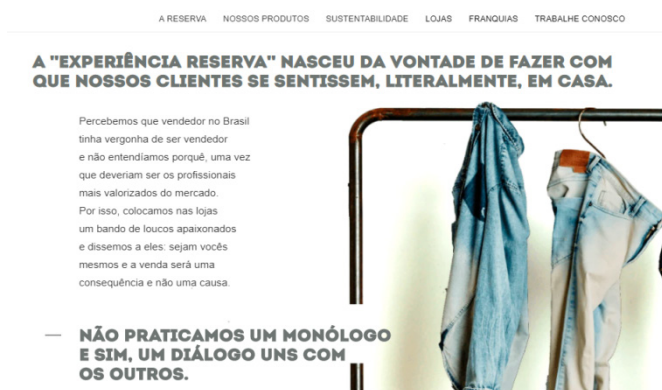 A RESERVA NOSSOS PRODUTOS SUSTENTABILIDADE LOJAS FRANQUIAS TRABALHE CONOSCO
A "EXPERIÊNCIA RESERVA" NASCEU DA VONTADE DE FAZER COM
QUE NOSSOS CLIENTES SE SENTISSEM, LITERALMENTE, EM CASA.
Percebemos que vendedor no Brasil
tinha vergonha de ser vendedor
e não entendíamos porquê, uma vez
que deveriam ser os profissionais
mais valorizados do mercado.
Por isso, colocamos nas lojas
um bando de loucos apaixonados
e dissemos a eles: sejam vocês
mesmos e a venda será uma
consequência e não uma causa.
— NÃO PRATICAMOS UM MONÓLOGO
E SIM, UM DIÁLOGO UNS COM
OS OUTROS.